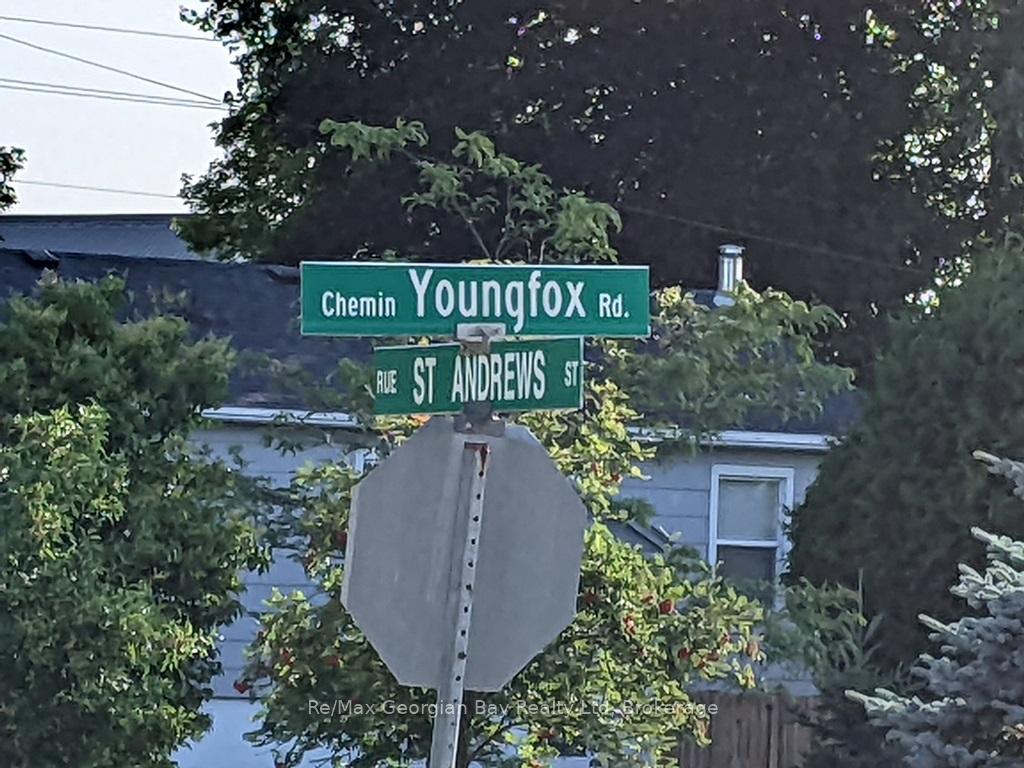 Chemin Youngfox Rd.
RUE ST ANDREWS ST
Re/Max Georgian Bay Realty Ltd, Brokerage